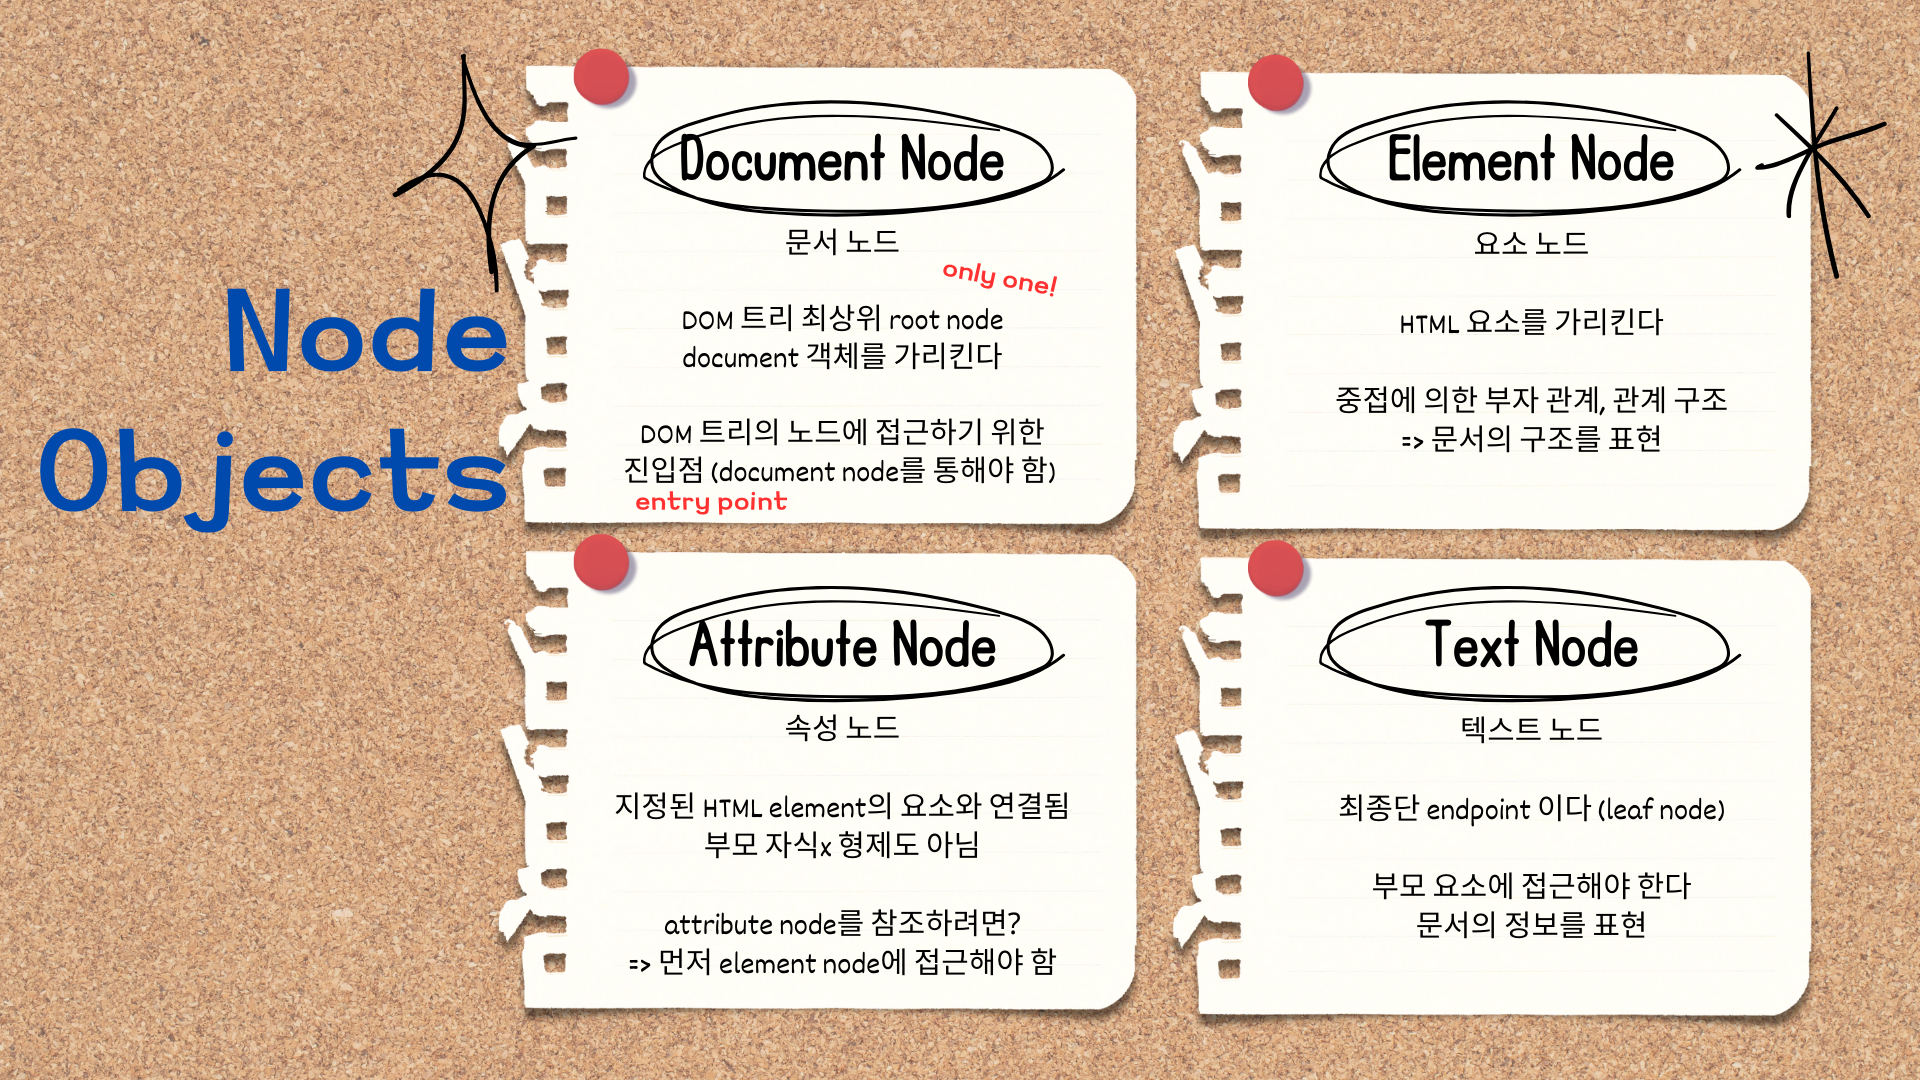 Node
Objects
Document Node
문서 노드
only one!
DOM 트리 최상위 root node
document 객체를 가리킨다
DOM 트리의 노드에 접근하기 위한
진입점 (document node를 통해야 함)
entry point
Element Node
요소 노드
HTML 요소를 가리킨다
중접에 의한 부자 관계, 관계 구조
=> 문서의 구조를 표현
Attribute Node
속성 노드
지정된 HTML element의 요소와 연결됨
부모 자식x 형제도 아님
attribute node를 참조하려면?
=> 먼저 element node에 접근해야 함
Text Node
텍스트 노드
최종단 endpoint 이다 (leaf node)
부모 요소에 접근해야 한다
문서의 정보를 표현